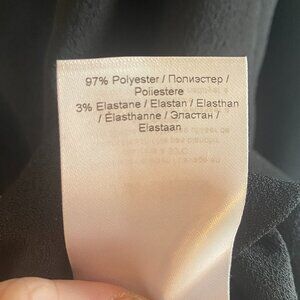 97% Polyester / Полиэстер /
Poliestere
3% Elastane / Elastan / Elasthan
/ Élasthanne / Эластан /
Elastaan